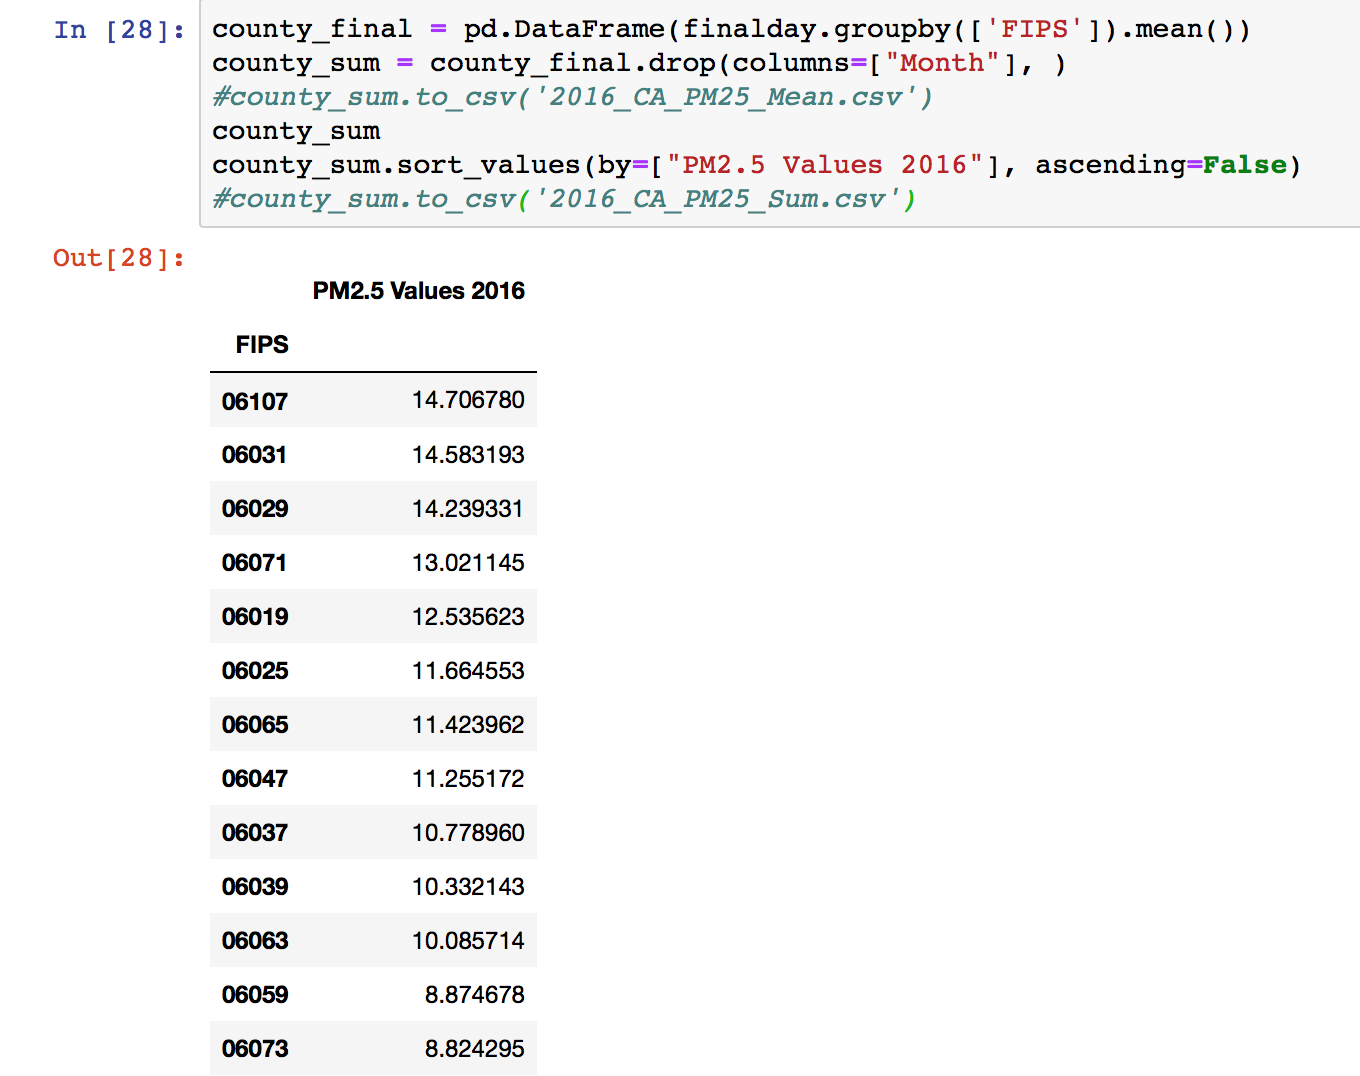 In [28]: county_final = pd.DataFrame(finalday.groupby(['FIPS']).mean())
county_sum = county_final.drop(columns=["Month"], )
#county_sum.to_csv('2016_CA_PM25_Mean.csv')
county_sum
county_sum.sort_values(by=["PM2.5 Values 2016"], ascending=False)
#county_sum.to_csv('2016_CA_PM25_Sum.csv')
Out[28]:
PM2.5 Values 2016
FIPS
06107 14.706780
06031 14.583193
06029 14.239331
06071 13.021145
06019 12.535623
06025 11.664553
06065 11.423962
06047 11.255172
06037 10.778960
06039 10.332143
06063 10.085714
06059 8.874678
06073 8.824295